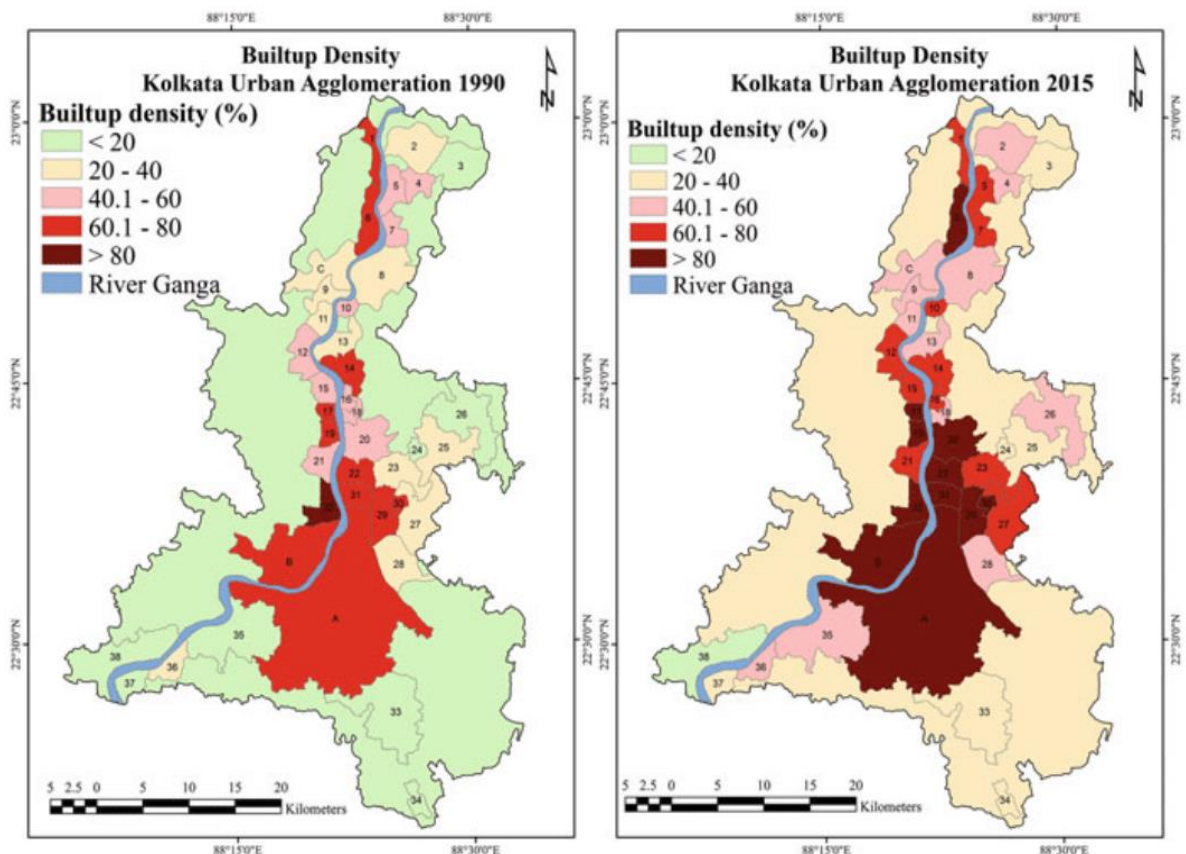 88°15'0"E
88°30'0"E
Builtup Density
Kolkata Urban Agglomeration 1990
N
Builtup density (%)
< 20
20 - 40
40.1 - 60
60.1 - 80
> 80
River Ganga
23°0'0"N
22°45'0"N
22°30'0"N
1
2
3
4
5
6
7
C
8
9
10
11
12
13
14
15
16
17
18
19
20
21
22
23
24
25
26
27
28
29
30
31
B
A
33
34
35
36
37
38
5 2.5 0 5 10 15 20
Kilometers
88°15'0"E
88°30'0"E
88°15'0"E
88°30'0"E
Builtup Density
Kolkata Urban Agglomeration 2015
N
Builtup density (%)
< 20
20 - 40
40.1 - 60
60.1 - 80
> 80
River Ganga
23°0'0"N
22°45'0"N
22°30'0"N
2
3
4
5
7
C
8
9
10
11
12
13
14
15
18
21
23
24
25
26
27
28
A
33
34
35
36
37
38
5 2.5 0 5 10 15 20
Kilometers
88°15'0"E
88°30'0"E